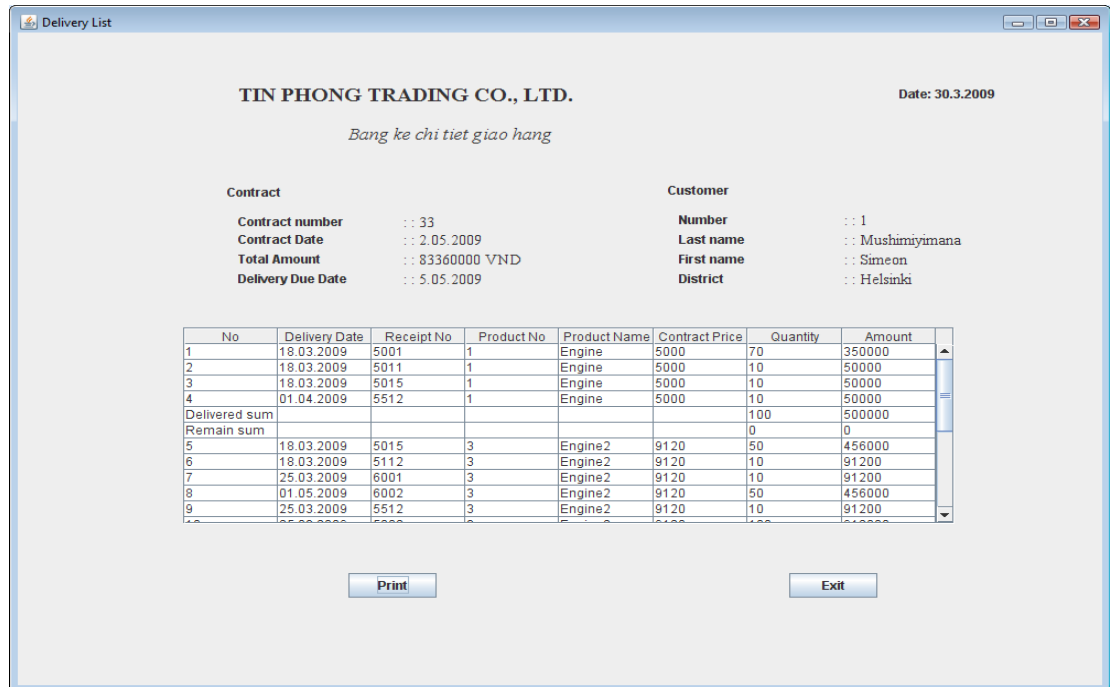 Delivery List
TIN PHONG TRADING CO., LTD.
Date: 30.3.2009
Bang ke chi tiet giao hang
Contract
Customer
Contract number : : 33
Number : : 1
Contract Date : : 2.05.2009
Last name : : Mushimiyimana
Total Amount : : 83360000 VND
First name : : Simeon
Delivery Due Date : : 5.05.2009
District : : Helsinki
No Delivery Date Receipt No Product No Product Name Contract Price Quantity Amount
1 18.03.2009 5001 1 Engine 5000 70 350000
2 18.03.2009 5011 1 Engine 5000 10 50000
3 18.03.2009 5015 1 Engine 5000 10 50000
4 01.04.2009 5512 1 Engine 5000 10 50000
Delivered sum 100 500000
Remain sum 0 0
5 18.03.2009 5015 3 Engine2 9120 50 456000
6 18.03.2009 5112 3 Engine2 9120 10 91200
7 25.03.2009 6001 3 Engine2 9120 10 91200
8 01.05.2009 6002 3 Engine2 9120 50 456000
9 25.03.2009 5512 3 Engine2 9120 10 91200
Print Exit